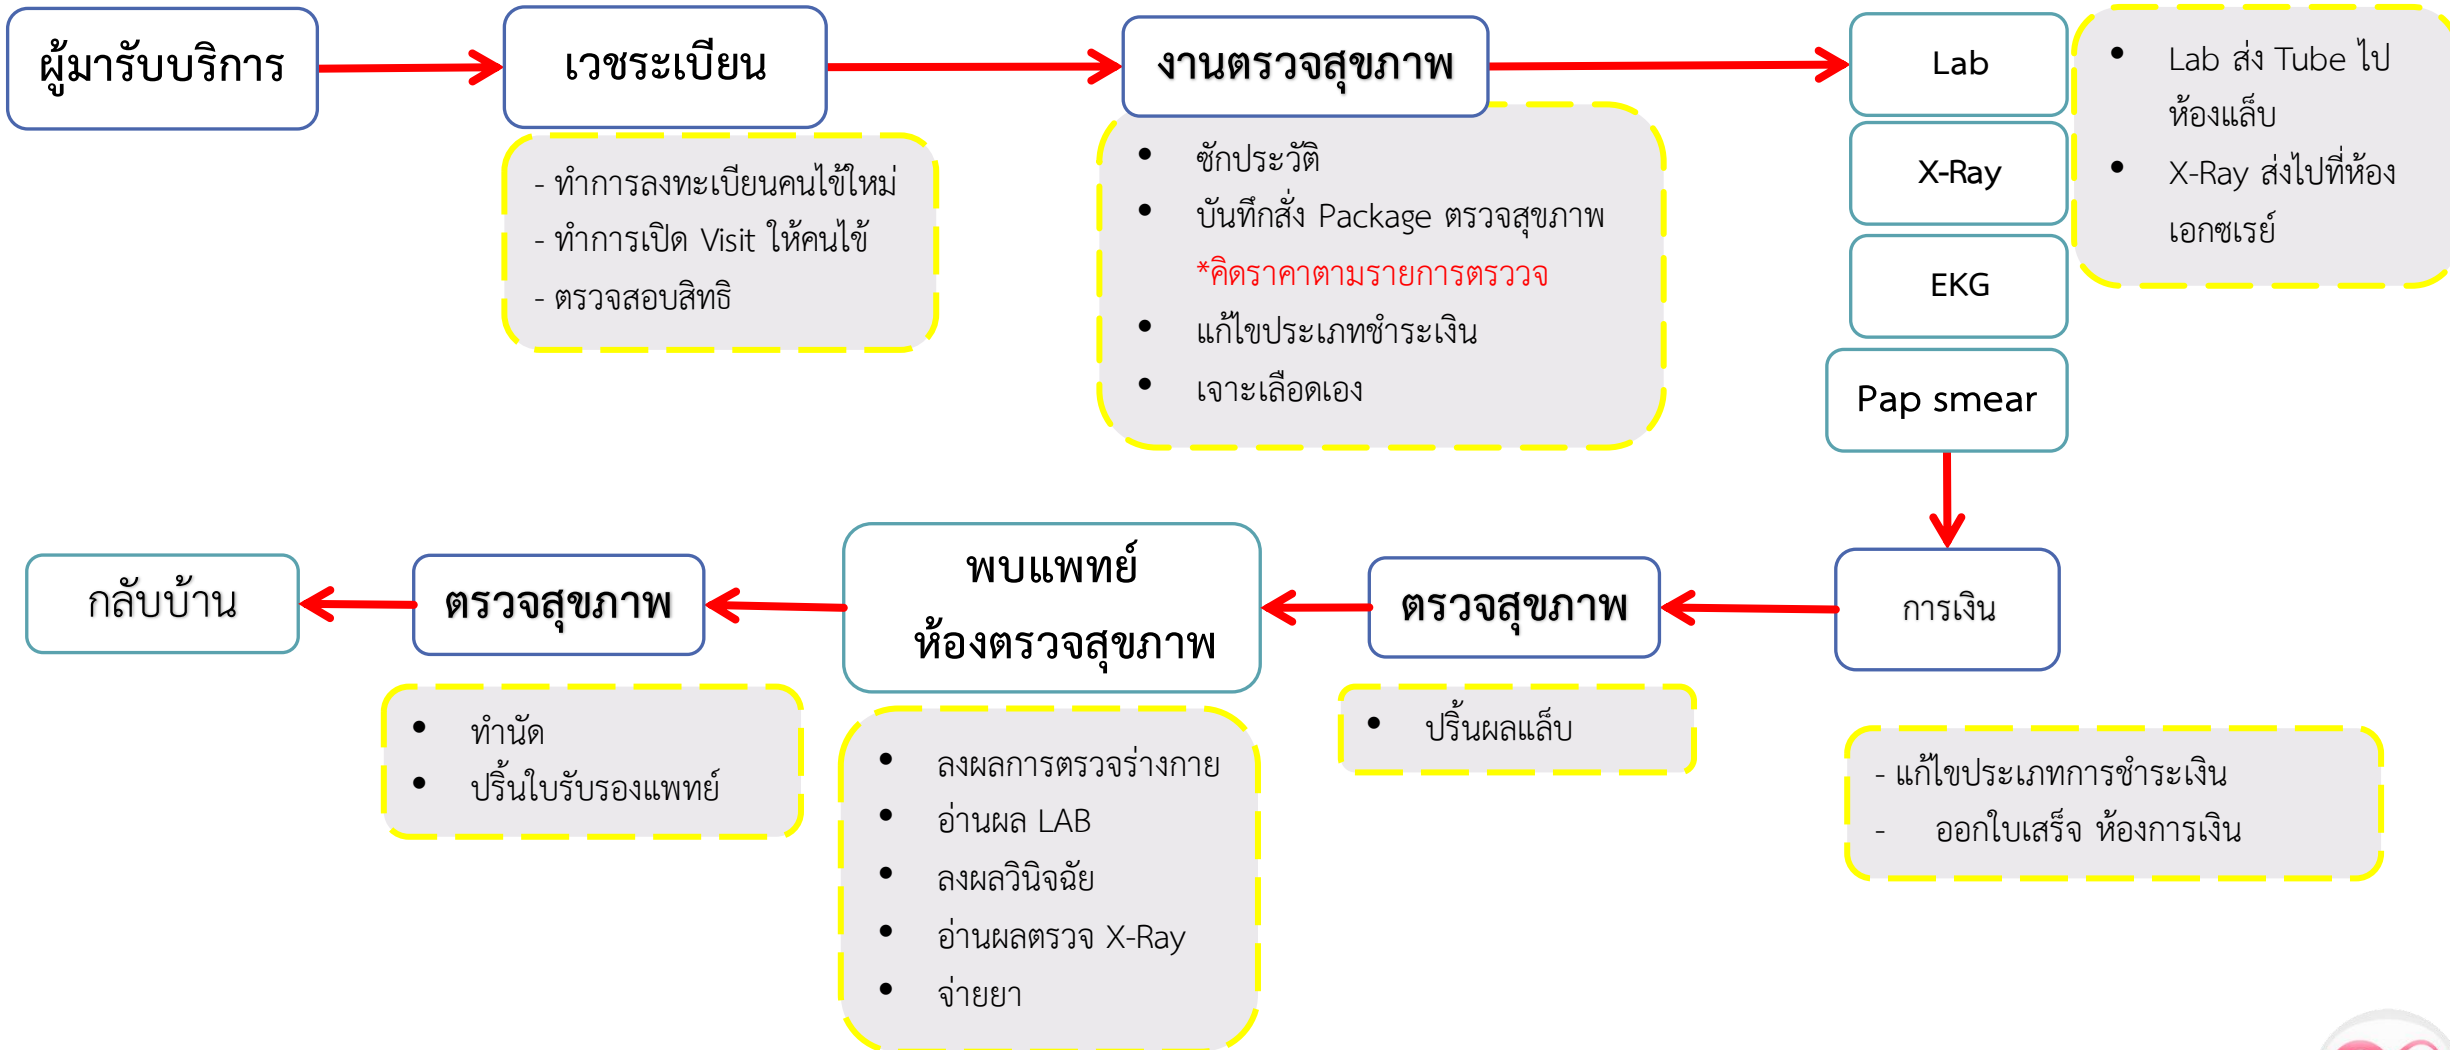 ผู้มารับบริการ
เวชระเบียน
- ทำการลงทะเบียนคนไข้ใหม่
- ทำการเปิด Visit ให้คนไข้
- ตรวจสอบสิทธิ
งานตรวจสุขภาพ
• ซักประวัติ
• บันทึกสั่ง Package ตรวจสุขภาพ
*คิดราคาตามรายการตรววจ
• แก้ไขประเภทชำระเงิน
• เจาะเลือดเอง
Lab
X-Ray
EKG
Pap smear
• Lab ส่ง Tube ไป
ห้องแล็บ
• X-Ray ส่งไปที่ห้อง
เอกซเรย์
การเงิน
- แก้ไขประเภทการชำระเงิน
- ออกใบเสร็จ ห้องการเงิน
ตรวจสุขภาพ
• ปริ้นผลแล็บ
พบแพทย์
ห้องตรวจสุขภาพ
• ลงผลการตรวจร่างกาย
• อ่านผล LAB
• ลงผลวินิจฉัย
• อ่านผลตรวจ X-Ray
• จ่ายยา
ตรวจสุขภาพ
• ทำนัด
• ปริ้นใบรับรองแพทย์
กลับบ้าน